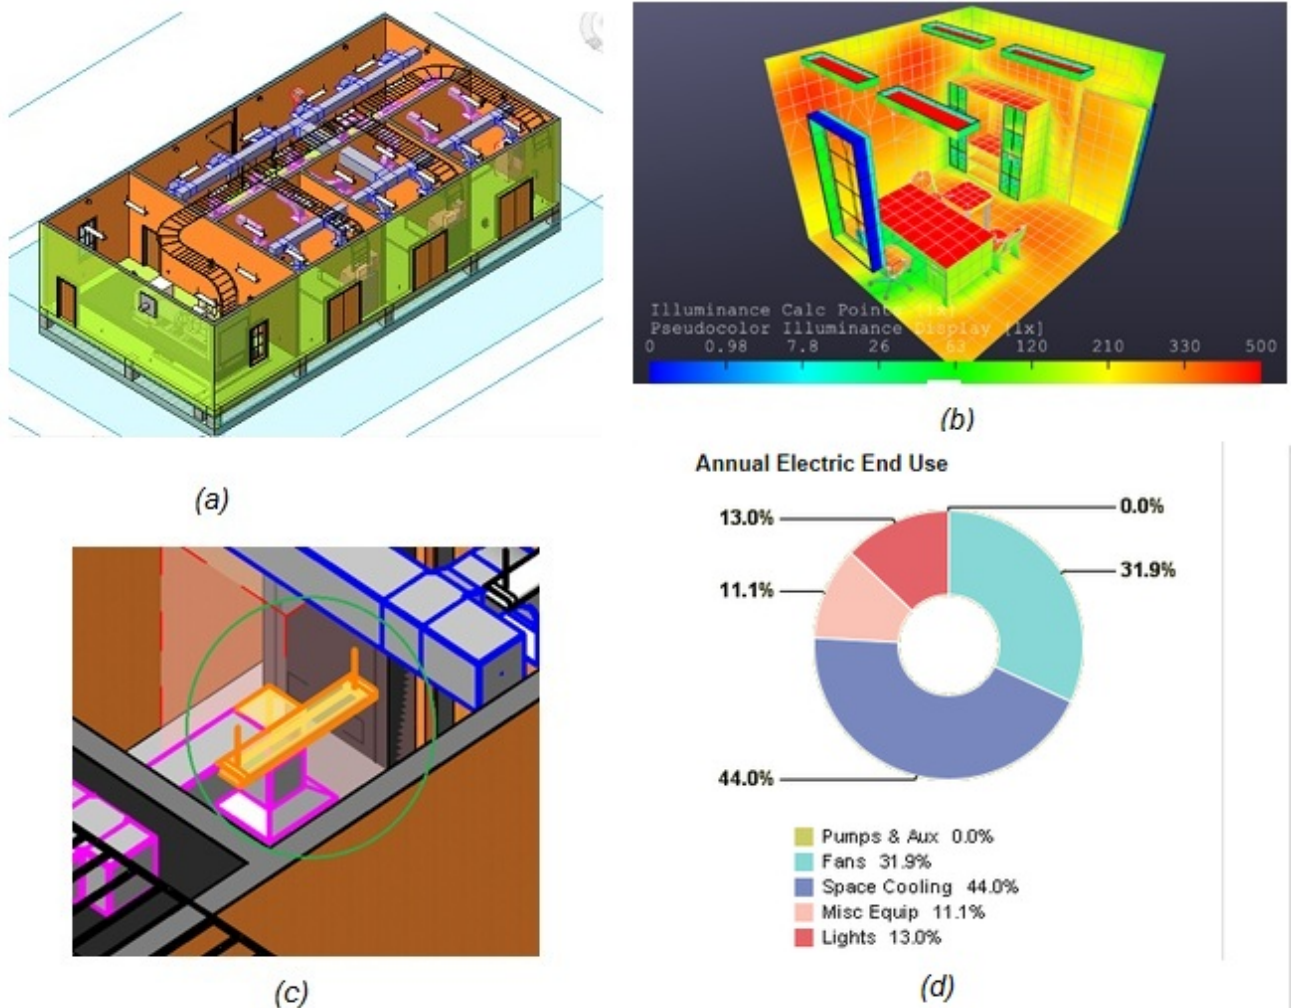 Illuminance Calc Points [lx]
Pseudocolor Illuminance Display [lx]
0 0.98 7.8 26 63 120 210 330 500
(b)
(a)
Annual Electric End Use
13.0%
0.0%
11.1%
31.9%
44.0%
Pumps & Aux 0.0%
Fans 31.9%
Space Cooling 44.0%
Misc Equip 11.1%
Lights 13.0%
(c)
(d)